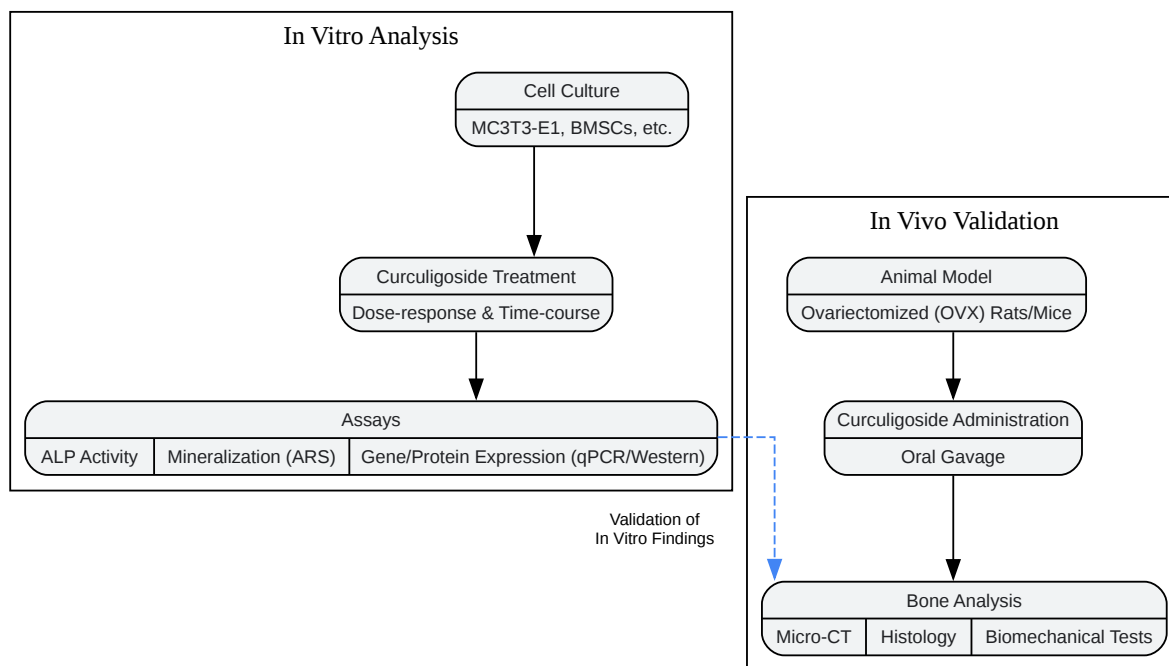 In Vitro Analysis
Cell Culture
MC3T3-E1, BMSCs, etc.
Curculigoside Treatment
Dose-response & Time-course
Assays
ALP Activity
Mineralization (ARS)
Gene/Protein Expression (qPCR/Western)
Validation of
In Vitro Findings
In Vivo Validation
Animal Model
Ovariectomized (OVX) Rats/Mice
Curculigoside Administration
Oral Gavage
Bone Analysis
Micro-CT
Histology
Biomechanical Tests